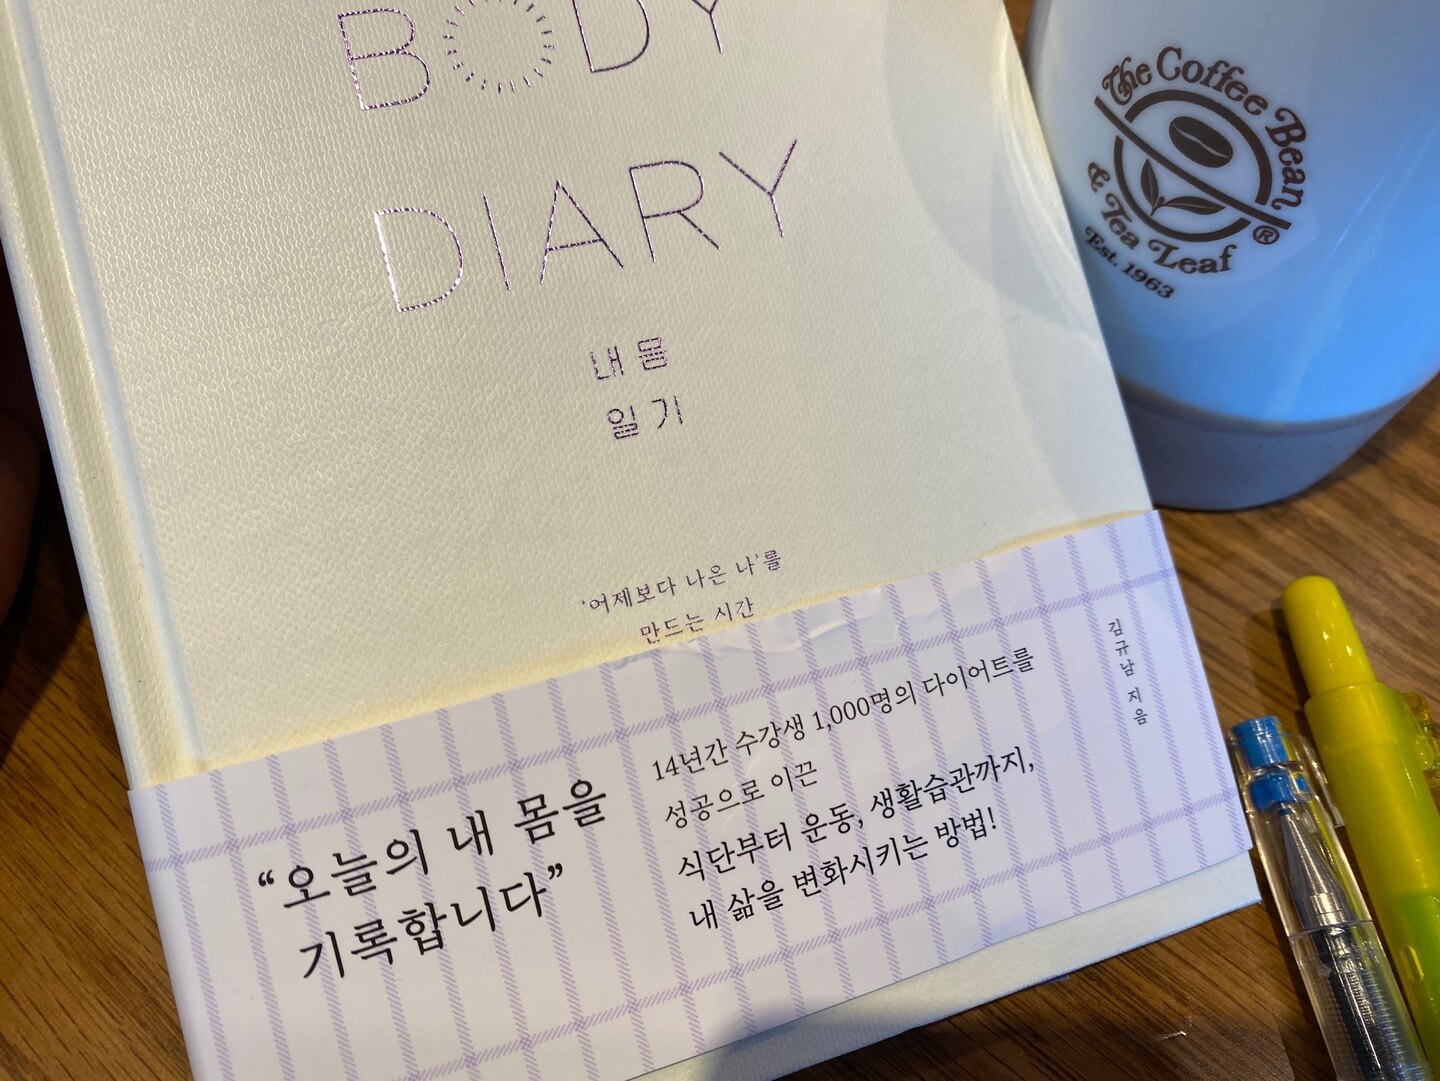 BODY
DIARY
내 몸
일기
‘어제보다 나은 나’를
만드는 시간
“오늘의 내 몸을
기록합니다”
14년간 수강생 1,000명의 다이어트를
성공으로 이끈
식단부터 운동, 생활습관까지,
내 삶을 변화시키는 방법!
김규남 지음
The Coffee Bean
& Tea Leaf®
Est. 1963